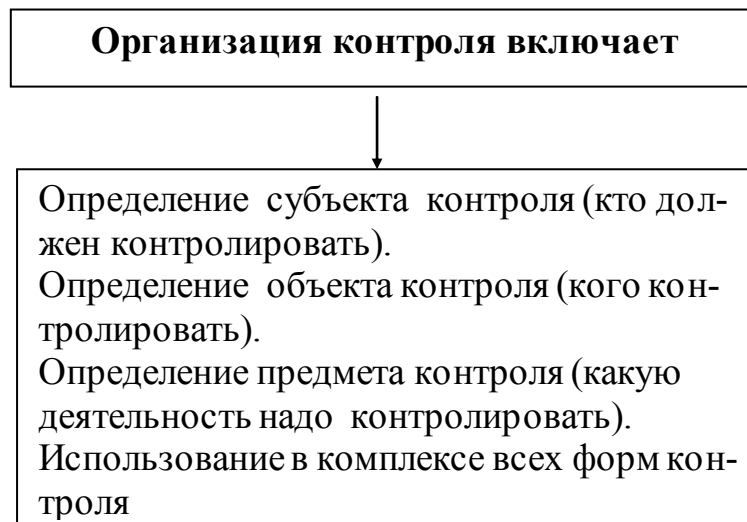 Организация контроля включает
Определение субъекта контроля (кто дол-
жен контролировать).
Определение объекта контроля (кого кон-
тролировать).
Определение предмета контроля (какую
деятельность надо контролировать).
Использование в комплексе всех форм кон-
троля